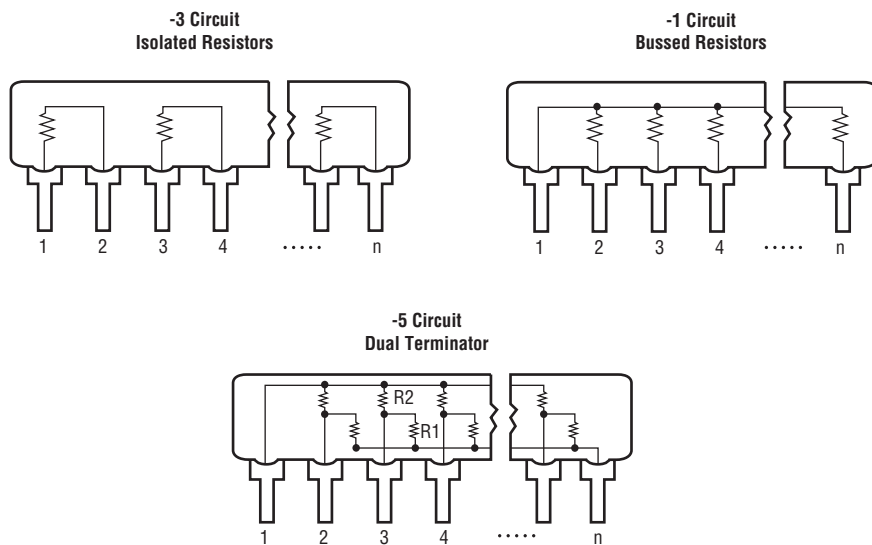 -3 Circuit
Isolated Resistors
1 2 3 4 ..... n
-1 Circuit
Bussed Resistors
1 2 3 4 ..... n
-5 Circuit
Dual Terminator
R2
R1
1 2 3 4 ..... n